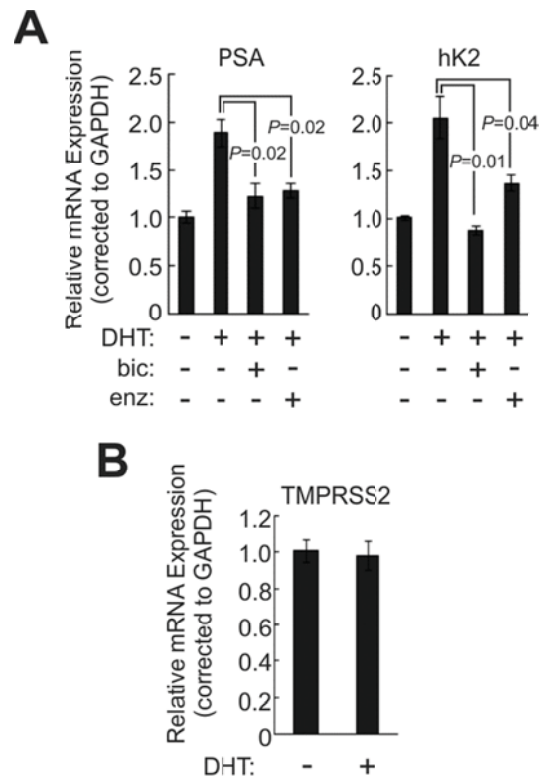 A
PSA hK2
Relative mRNA Expression
(corrected to GAPDH)
2.5 2.5
2.0 2.0
1.5 1.5
1.0 1.0
0.5 0.5
0 0
P=0.02
P=0.02
P=0.04
P=0.01
DHT: - + + + - + + +
bic: - - + - - - + -
enz: - - - + - - - +
B
TMPRSS2
Relative mRNA Expression
(corrected to GAPDH)
1.2
1.0
0.8
0.6
0.4
0.2
0
DHT: - +